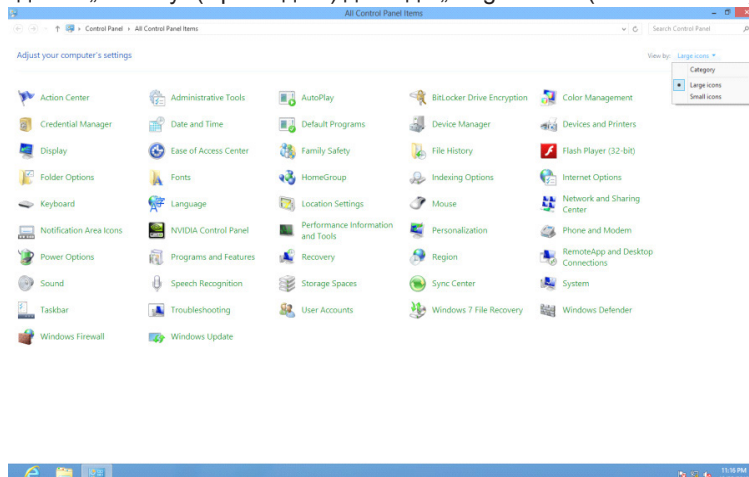 All Control Panel Items
Control Panel › All Control Panel Items
Search Control Panel
Adjust your computer's settings
View by: Large icons
Category
Large icons
Small icons
Action Center
Administrative Tools
AutoPlay
BitLocker Drive Encryption
Color Management
Credential Manager
Date and Time
Default Programs
Device Manager
Devices and Printers
Display
Ease of Access Center
Family Safety
File History
Flash Player (32-bit)
Folder Options
Fonts
HomeGroup
Indexing Options
Internet Options
Keyboard
Language
Location Settings
Mouse
Network and Sharing
Center
Notification Area Icons
NVIDIA Control Panel
Performance Information
and Tools
Personalization
Phone and Modem
Power Options
Programs and Features
Recovery
Region
RemoteApp and Desktop
Connections
Sound
Speech Recognition
Storage Spaces
Sync Center
System
Taskbar
Troubleshooting
User Accounts
Windows 7 File Recovery
Windows Defender
Windows Firewall
Windows Update
11:16 PM